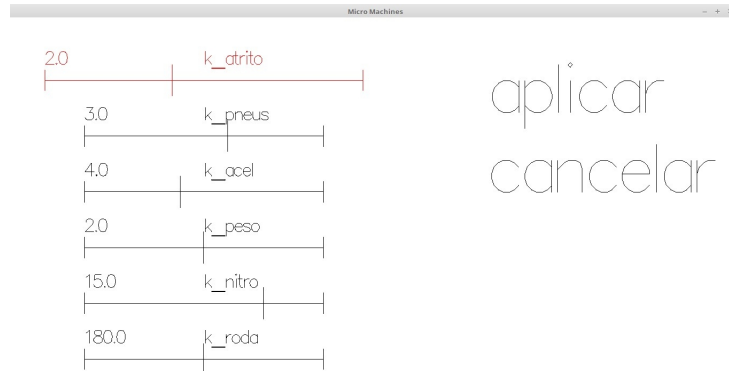 Micro Machines
2.0 k_atrito
3.0 k_pneus
4.0 k_acel
2.0 k_peso
15.0 k_nitro
180.0 k_roda
aplicar
cancelar